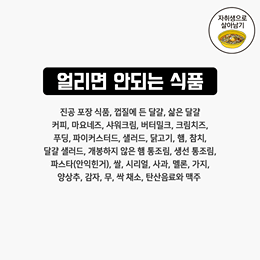 자취생으로
살아남기
얼리면 안되는 식품
진공 포장 식품, 껍질에 든 달걀, 삶은 달걀
커피, 마요네즈, 샤워크림, 버터밀크, 크림치즈,
푸딩, 파이커스터드, 샐러드, 닭고기, 햄, 참치,
달걀 샐러드, 개봉하지 않은 햄 통조림, 생선 통조림,
파스타(안익힌거), 쌀, 시리얼, 사과, 멜론, 가지,
양상추, 감자, 무, 싹 채소, 탄산음료와 맥주